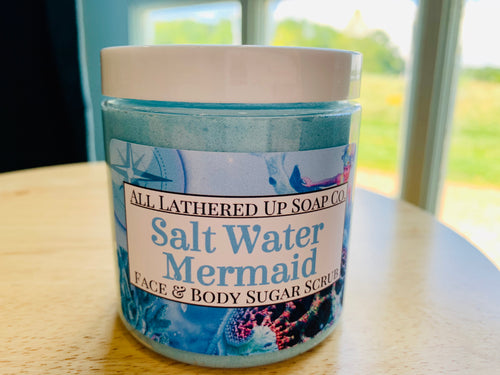 All Lathered Up Soap Co.
Salt Water
Mermaid
Face & Body Sugar Scrub